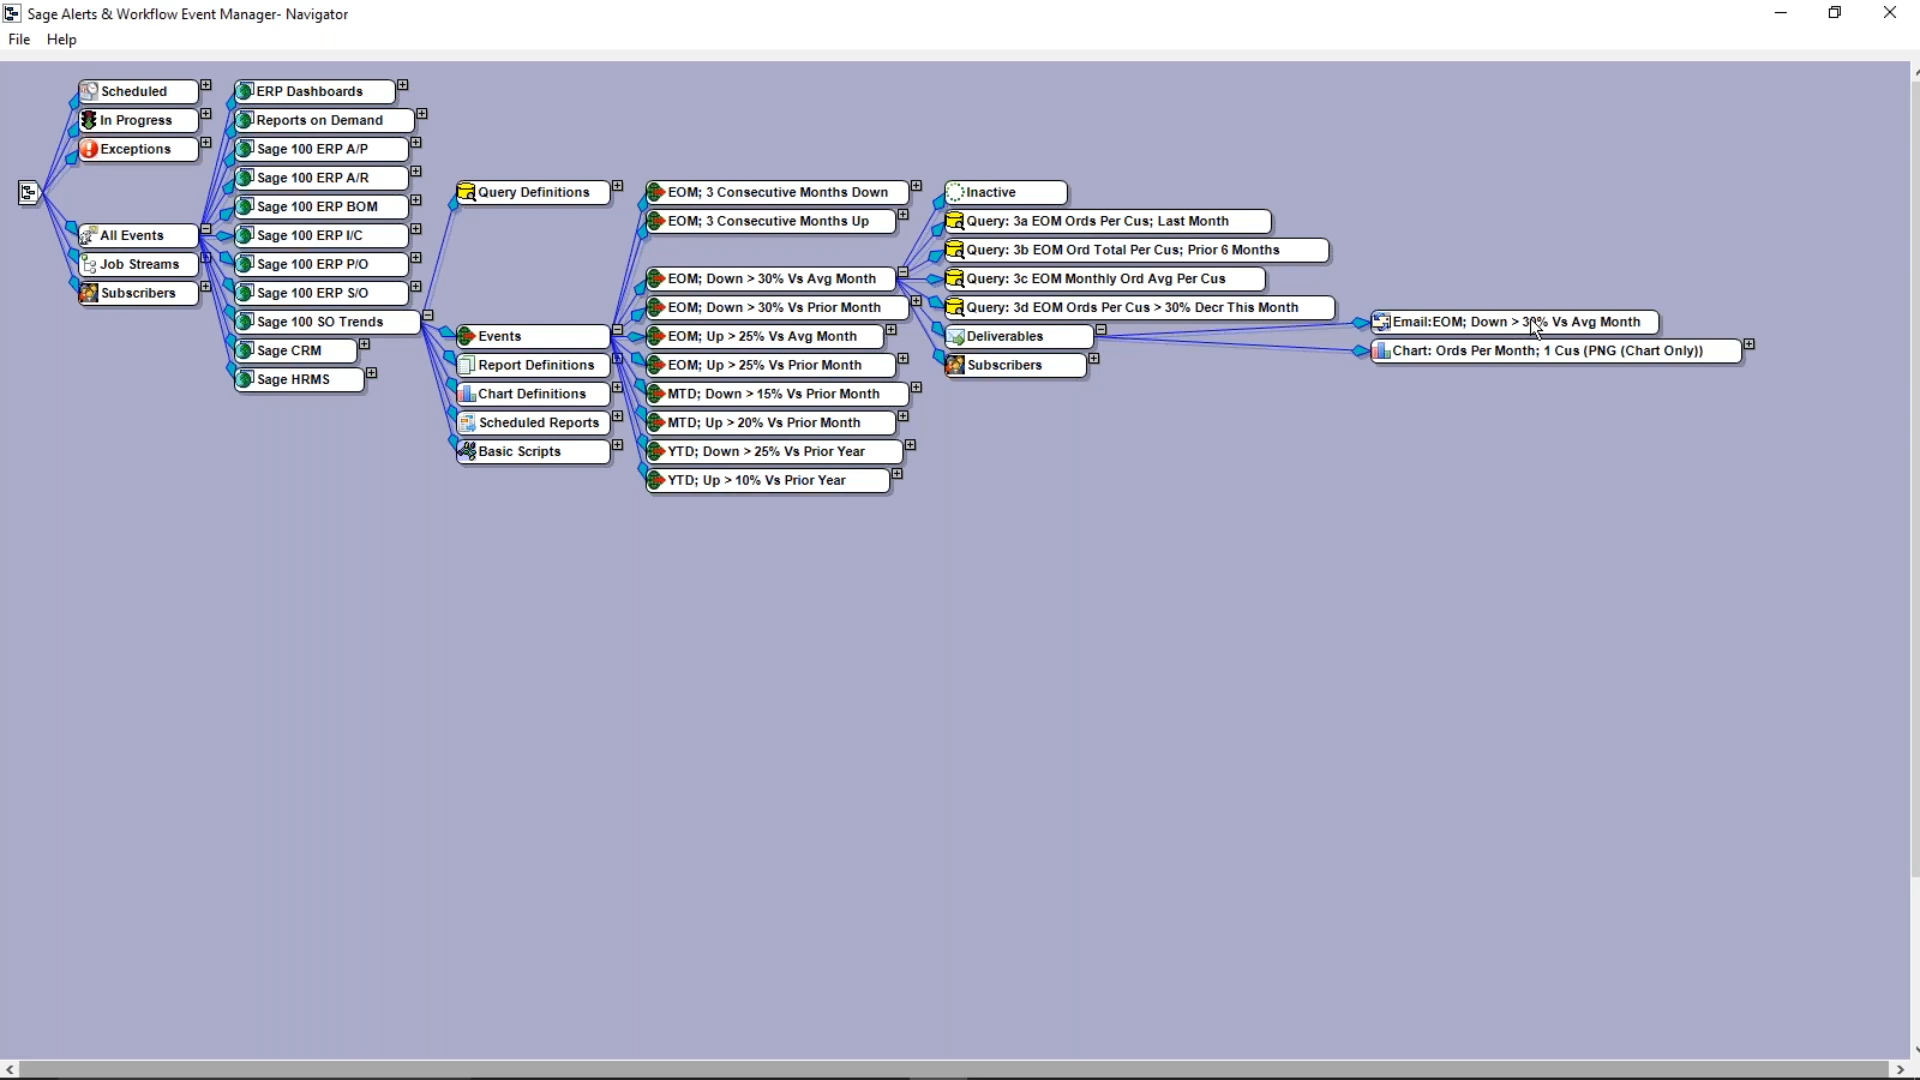 Sage Alerts & Workflow Event Manager- Navigator
File Help
Scheduled
In Progress
Exceptions
All Events
Job Streams
Subscribers
ERP Dashboards
Reports on Demand
Sage 100 ERP A/P
Sage 100 ERP A/R
Sage 100 ERP BOM
Sage 100 ERP I/C
Sage 100 ERP P/O
Sage 100 ERP S/O
Sage 100 SO Trends
Sage CRM
Sage HRMS
Query Definitions
Events
Report Definitions
Chart Definitions
Scheduled Reports
Basic Scripts
EOM; 3 Consecutive Months Down
EOM; 3 Consecutive Months Up
EOM; Down > 30% Vs Avg Month
EOM; Down > 30% Vs Prior Month
EOM; Up > 25% Vs Avg Month
EOM; Up > 25% Vs Prior Month
MTD; Down > 15% Vs Prior Month
MTD; Up > 20% Vs Prior Month
YTD; Down > 25% Vs Prior Year
YTD; Up > 10% Vs Prior Year
Inactive
Query: 3a EOM Ords Per Cus; Last Month
Query: 3b EOM Ord Total Per Cus; Prior 6 Months
Query: 3c EOM Monthly Ord Avg Per Cus
Query: 3d EOM Ords Per Cus > 30% Decr This Month
Deliverables
Subscribers
Email:EOM; Down > 30% Vs Avg Month
Chart: Ords Per Month; 1 Cus (PNG (Chart Only))